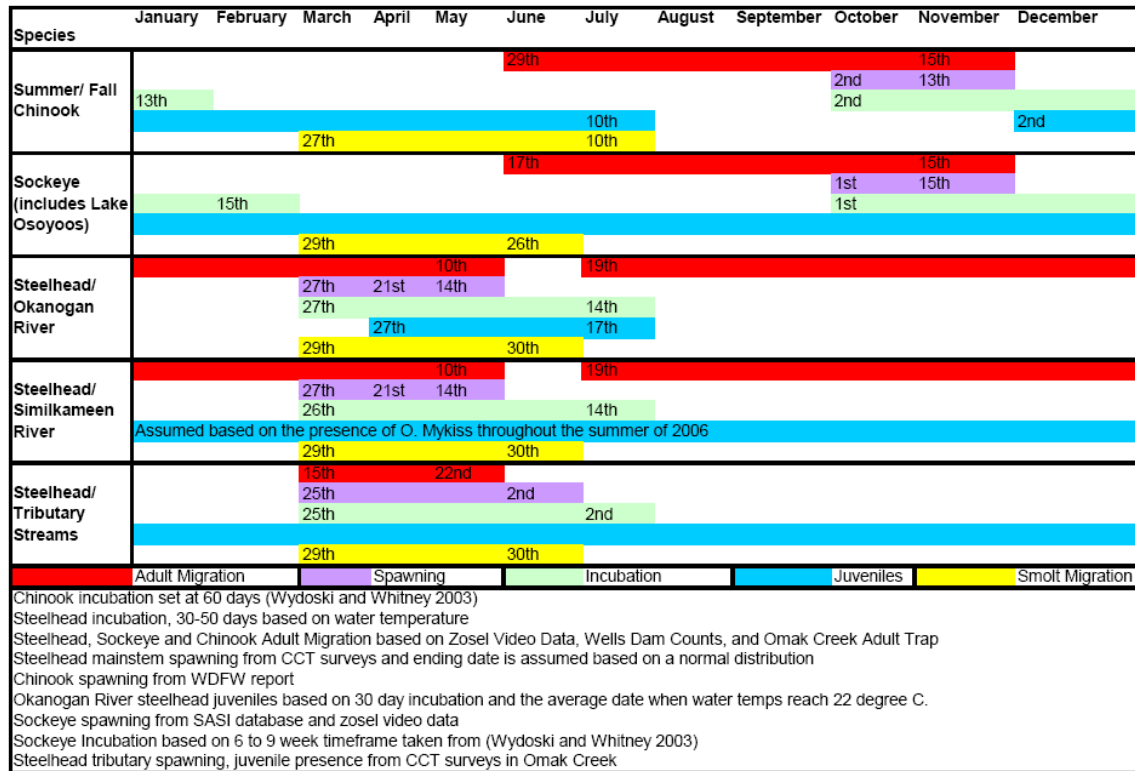 January February March April May June July August September October November December
Species
29th 15th
2nd 13th
Summer/ Fall
Chinook
13th 2nd
10th 2nd
27th 10th
17th 15th
Sockeye
(includes Lake
Osoyoos)
1st 15th
15th 1st
29th 26th
10th 19th
Steelhead/
Okanogan
River
27th 21st 14th
27th 14th
27th 17th
29th 30th
10th 19th
Steelhead/
Similkameen
River
27th 21st 14th
26th 14th
Assumed based on the presence of O. Mykiss throughout the summer of 2006
29th 30th
15th 22nd
Steelhead/
Tributary
Streams
25th 2nd
25th 2nd
29th 30th
Adult Migration Spawning Incubation Juveniles Smolt Migration
Chinook incubation set at 60 days (Wydoski and Whitney 2003)
Steelhead incubation, 30-50 days based on water temperature
Steelhead, Sockeye and Chinook Adult Migration based on Zosel Video Data, Wells Dam Counts, and Omak Creek Adult Trap
Steelhead mainstem spawning from CCT surveys and ending date is assumed based on a normal distribution
Chinook spawning from WDFW report
Okanogan River steelhead juveniles based on 30 day incubation and the average date when water temps reach 22 degree C.
Sockeye spawning from SASI database and zosel video data
Sockeye Incubation based on 6 to 9 week timeframe taken from (Wydoski and Whitney 2003)
Steelhead tributary spawning, juvenile presence from CCT surveys in Omak Creek